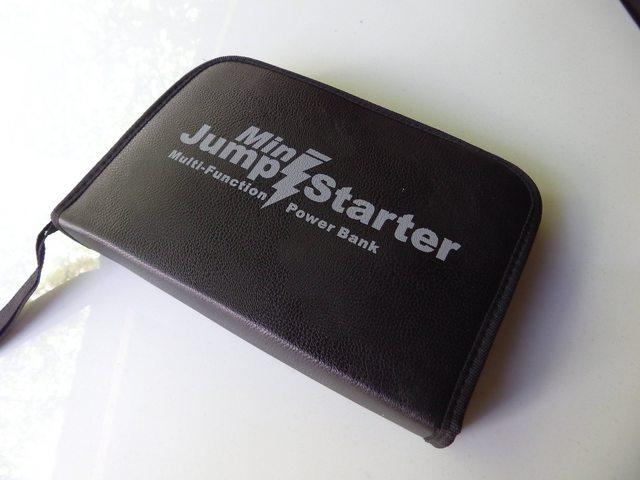 Mini
Jump Starter
Multi-Function Power Bank